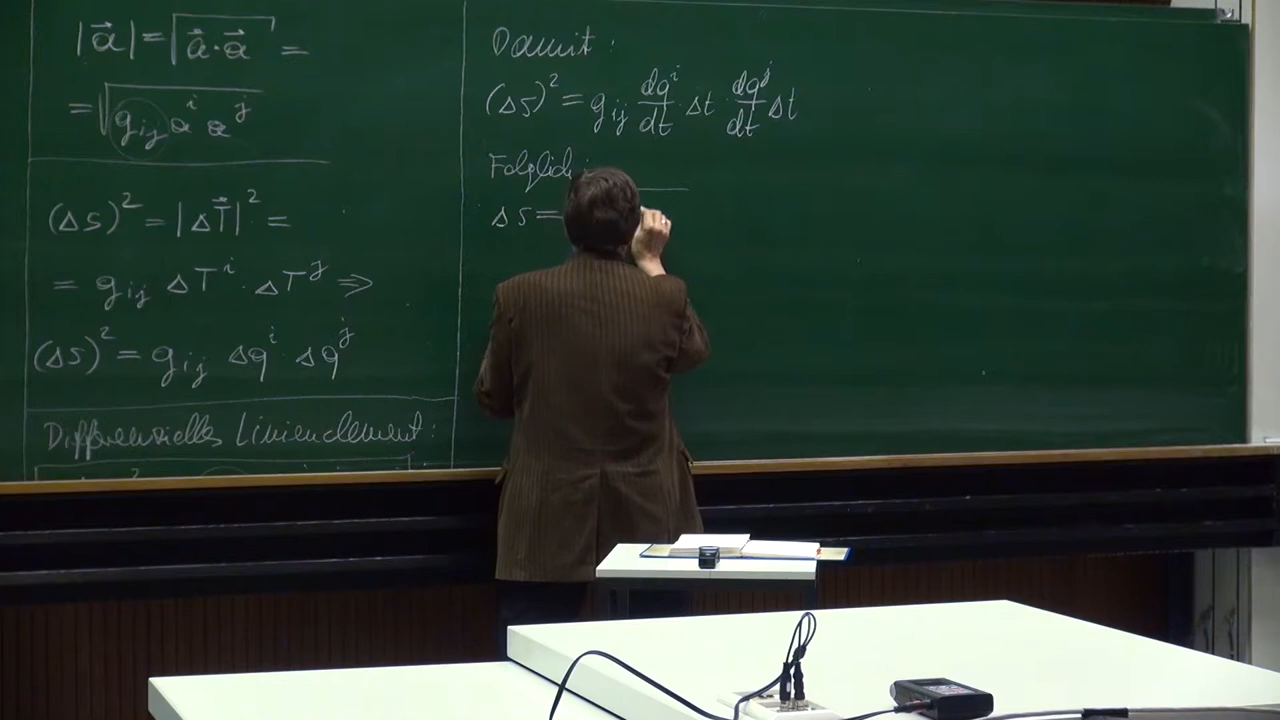 |a⃗| = √(a⃗·a⃗) =
= √(g_ij a^i a^j)
(Δs)² = |ΔT⃗|² =
= g_ij ΔT^i · ΔT^j ⇒
(Δs)² = g_ij Δq^i · Δq^j
Differenzielles Linienelement:
Damit:
(Δs)² = g_ij dq^i/dt · Δt · dq^j/dt Δt
Folglich
Δs =